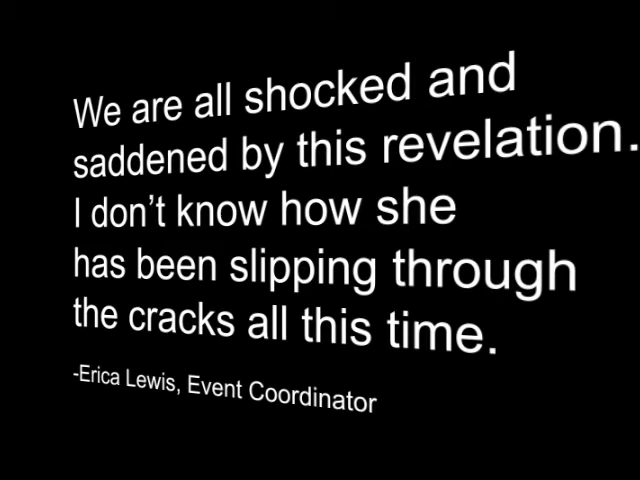 We are all shocked and
saddened by this revelation.
I don’t know how she
has been slipping through
the cracks all this time.
-Erica Lewis, Event Coordinator